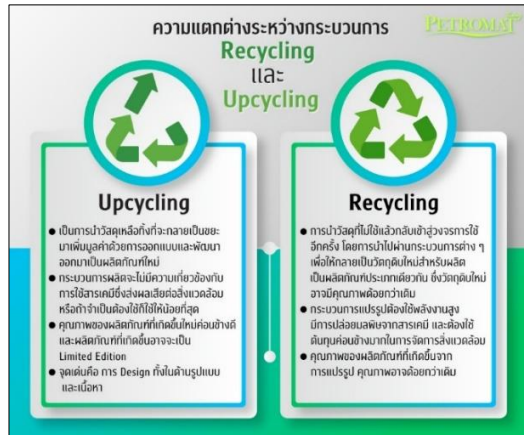 ความแตกต่างระหว่างกระบวนการ
PETROMAT
Recycling
และ
Upcycling
Upcycling
● เป็นการนำวัสดุเหลือทิ้งที่จะกลายเป็นขยะ
มาเพิ่มมูลค่าด้วยการออกแบบและพัฒนา
ออกมาเป็นผลิตภัณฑ์ใหม่
● กระบวนการผลิตจะไม่มีความเกี่ยวข้องกับ
การใช้สารเคมีซึ่งส่งผลเสียต่อสิ่งแวดล้อม
หรือถ้าจำเป็นต้องใช้ก็ใช้ให้น้อยที่สุด
● คุณภาพของผลิตภัณฑ์ที่เกิดขึ้นใหม่ค่อนข้างดี
และผลิตภัณฑ์ที่เกิดขึ้นอาจจะเป็น
Limited Edition
● จุดเด่นคือ การ Design ทั้งในด้านรูปแบบ
และเนื้อหา
Recycling
● การนำวัสดุที่ไม่ใช้แล้วกลับเข้าสู่วงจรการใช้
อีกครั้ง โดยการนำไปผ่านกระบวนการต่าง ๆ
เพื่อให้กลายเป็นวัตถุดิบใหม่สำหรับผลิต
เป็นผลิตภัณฑ์ประเภทเดียวกัน ซึ่งวัตถุดิบใหม่
อาจมีคุณภาพด้อยกว่าเดิม
● กระบวนการแปรรูปต้องใช้พลังงานสูง
มีการปล่อยมลพิษจากสารเคมี และต้องใช้
ต้นทุนค่อนข้างมากในการจัดการสิ่งแวดล้อม
● คุณภาพของผลิตภัณฑ์ที่เกิดขึ้นจาก
การแปรรูป คุณภาพอาจด้อยกว่าเดิม